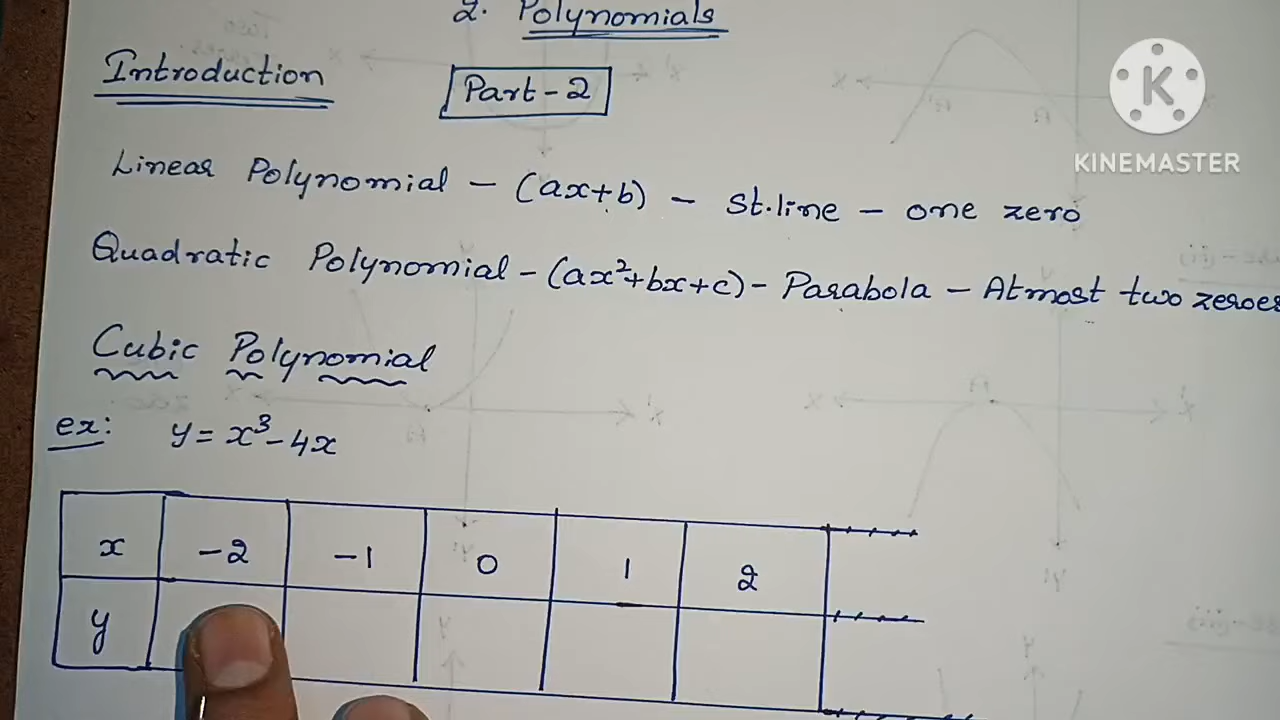 2. Polynomials
Introduction
Part-2
K
KINEMASTER
Linear Polynomial - (ax+b) - St.line - one zero
Quadratic Polynomial - (ax²+bx+c) - Parabola - Atmost two zeroes
Cubic Polynomial
ex: y = x³ - 4x
x -2 -1 0 1 2
y